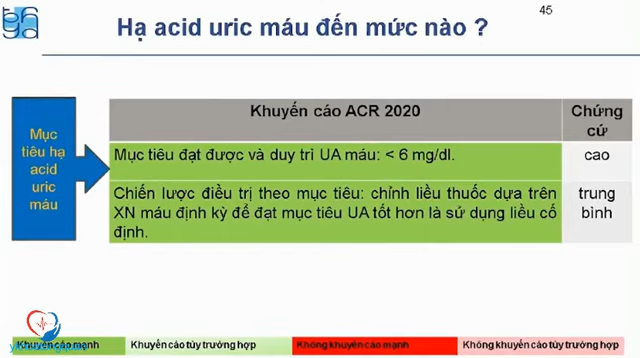 45
Hạ acid uric máu đến mức nào ?
Mục
tiêu hạ
acid
uric
máu
Khuyến cáo ACR 2020
Chứng
cứ
Mục tiêu đạt được và duy trì UA máu: < 6 mg/dl.
cao
Chiến lược điều trị theo mục tiêu: chỉnh liều thuốc dựa trên
XN máu định kỳ để đạt mục tiêu UA tốt hơn là sử dụng liều cố
định.
trung
bình
Khuyến cáo mạnh
Khuyến cáo tùy trường hợp
Không khuyến cáo mạnh
Không khuyến cáo tùy trường hợp